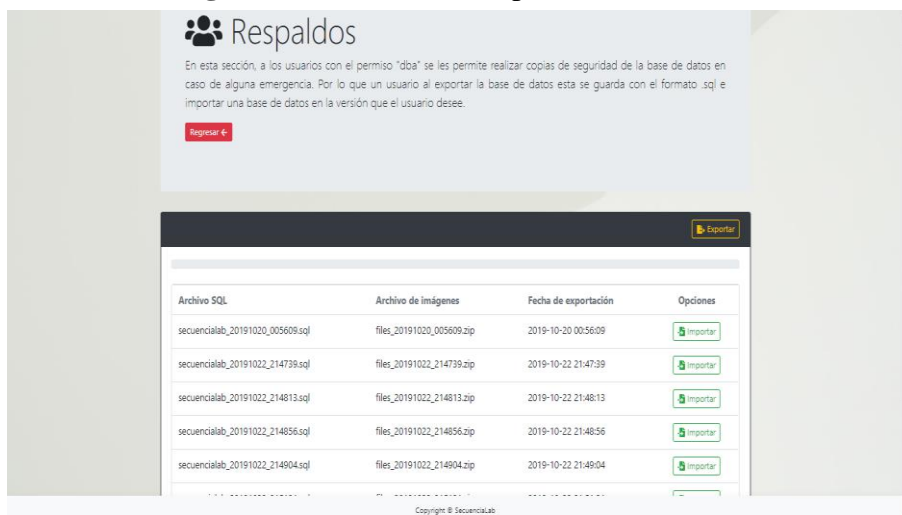 Respaldos
En esta sección, a los usuarios con el permiso "dba" se les permite realizar copias de seguridad de la base de datos en
caso de alguna emergencia. Por lo que un usuario al exportar la base de datos esta se guarda con el formato .sql e
importar una base de datos en la versión que el usuario desee.
Regresar
Exportar
Archivo SQL Archivo de imágenes Fecha de exportación Opciones
secuencialab_20191020_005609.sql files_20191020_005609.zip 2019-10-20 00:56:09 Importar
secuencialab_20191022_214739.sql files_20191022_214739.zip 2019-10-22 21:47:39 Importar
secuencialab_20191022_214813.sql files_20191022_214813.zip 2019-10-22 21:48:13 Importar
secuencialab_20191022_214856.sql files_20191022_214856.zip 2019-10-22 21:48:56 Importar
secuencialab_20191022_214904.sql files_20191022_214904.zip 2019-10-22 21:49:04 Importar
Copyright © SecuenciaLab